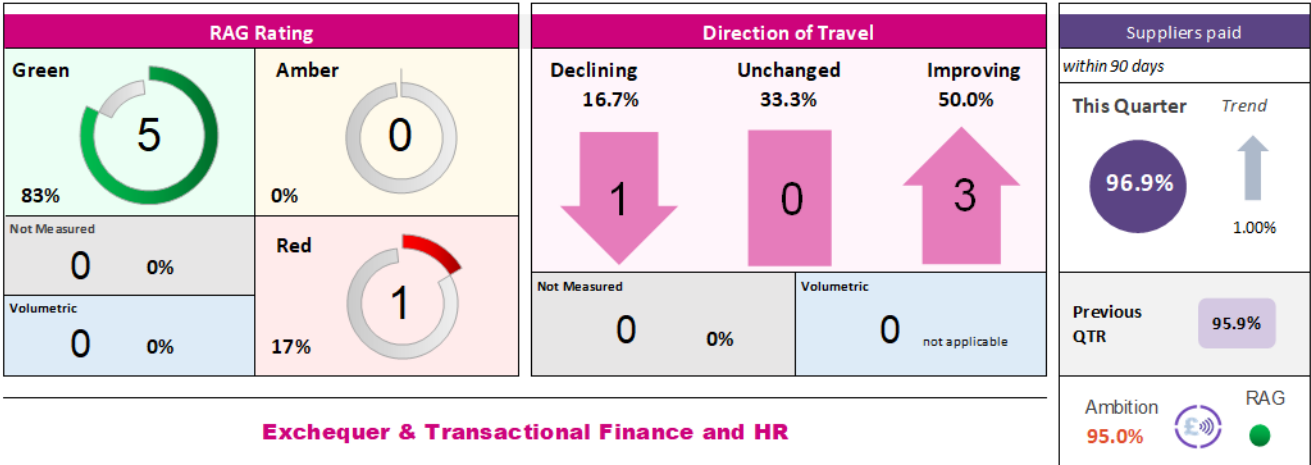 RAG Rating
Green
5
83%
Amber
0
0%
Not Measured
0 0%
Volumetric
0 0%
Red
1
17%
Direction of Travel
Declining Unchanged Improving
16.7% 33.3% 50.0%
1 0 3
Not Measured
0 0%
Volumetric
0 not applicable
Suppliers paid
within 90 days
This Quarter Trend
96.9%
1.00%
Previous
QTR
95.9%
Ambition RAG
95.0%
£
Exchequer & Transactional Finance and HR